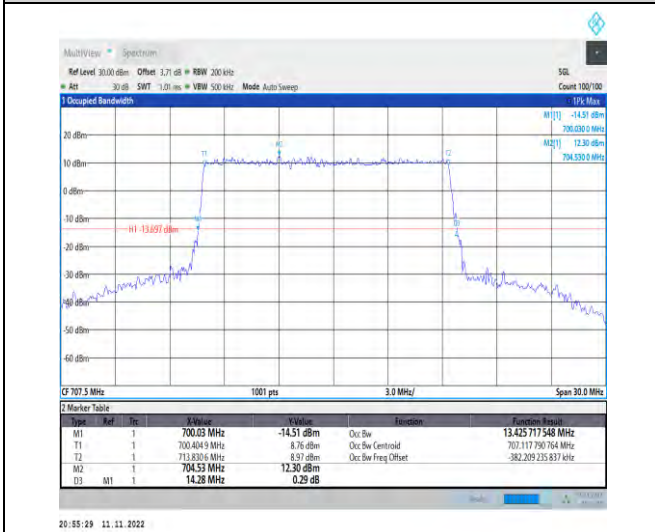 MultiView Spectrum
Ref Level 30.00 dBm Offset 3.71 dB RBW 200 kHz SGL
Att 30 dB SWT 1.01 ms VBW 500 kHz Mode Auto Sweep Count 100/100
1 Occupied Bandwidth 1Pk Max
M1[1] -14.51 dBm
700.030 0 MHz
M2[1] 12.30 dBm
704.530 0 MHz
20 dBm
T1 M2 T2
10 dBm
0 dBm
-10 dBm
H1 -13.697 dBm
-20 dBm
-30 dBm
-40 dBm
-50 dBm
-60 dBm
CF 707.5 MHz 1001 pts 3.0 MHz/ Span 30.0 MHz
2 Marker Table
Type Ref Trc X-Value Y-Value Function Function Result
M1 1 700.03 MHz -14.51 dBm Occ Bw 13.425 717 548 MHz
T1 1 700.404 9 MHz 8.76 dBm Occ Bw Centroid 707.117 790 764 MHz
T2 1 713.830 6 MHz 8.97 dBm Occ Bw Freq Offset -382.209 235 837 kHz
M2 1 704.53 MHz 12.30 dBm
D3 M1 1 14.28 MHz 0.29 dB
20:55:29 11.11.2022